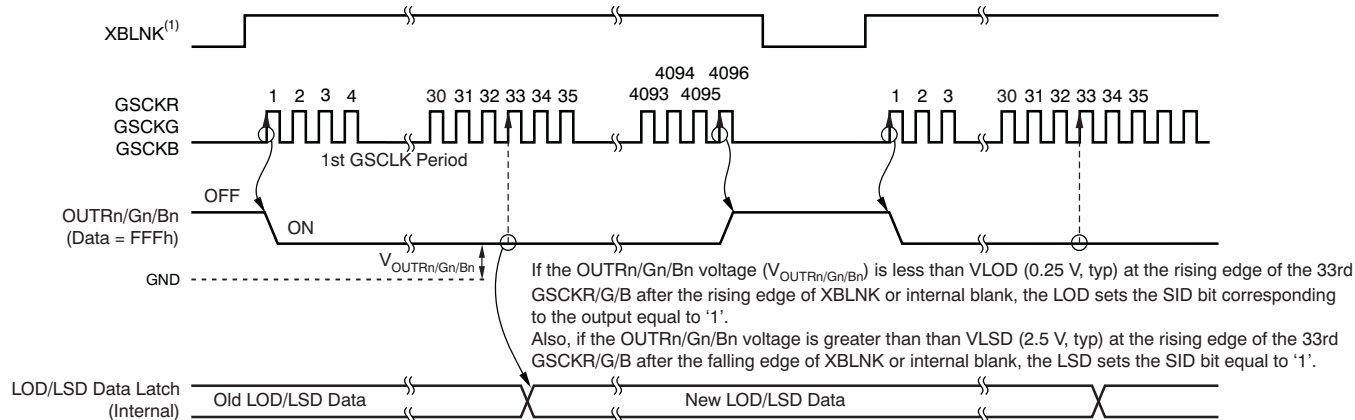 XBLNK(1)
4094 4096
GSCKR
GSCKG
GSCKB
1 2 3 4 30 31 32 33 34 35 4093 4095 1 2 3 30 31 32 33 34 35
1st GSCLK Period
OFF
OUTRn/Gn/Bn
(Data = FFFh)
ON
VOUTRn/Gn/Bn
GND
If the OUTRn/Gn/Bn voltage (VOUTRn/Gn/Bn) is less than VLOD (0.25 V, typ) at the rising edge of the 33rd
GSCKR/G/B after the rising edge of XBLNK or internal blank, the LOD sets the SID bit corresponding
to the output equal to ‘1’.
Also, if the OUTRn/Gn/Bn voltage is greater than than VLSD (2.5 V, typ) at the rising edge of the 33rd
GSCKR/G/B after the falling edge of XBLNK or internal blank, the LSD sets the SID bit equal to ‘1’.
LOD/LSD Data Latch
(Internal)
Old LOD/LSD Data
New LOD/LSD Data